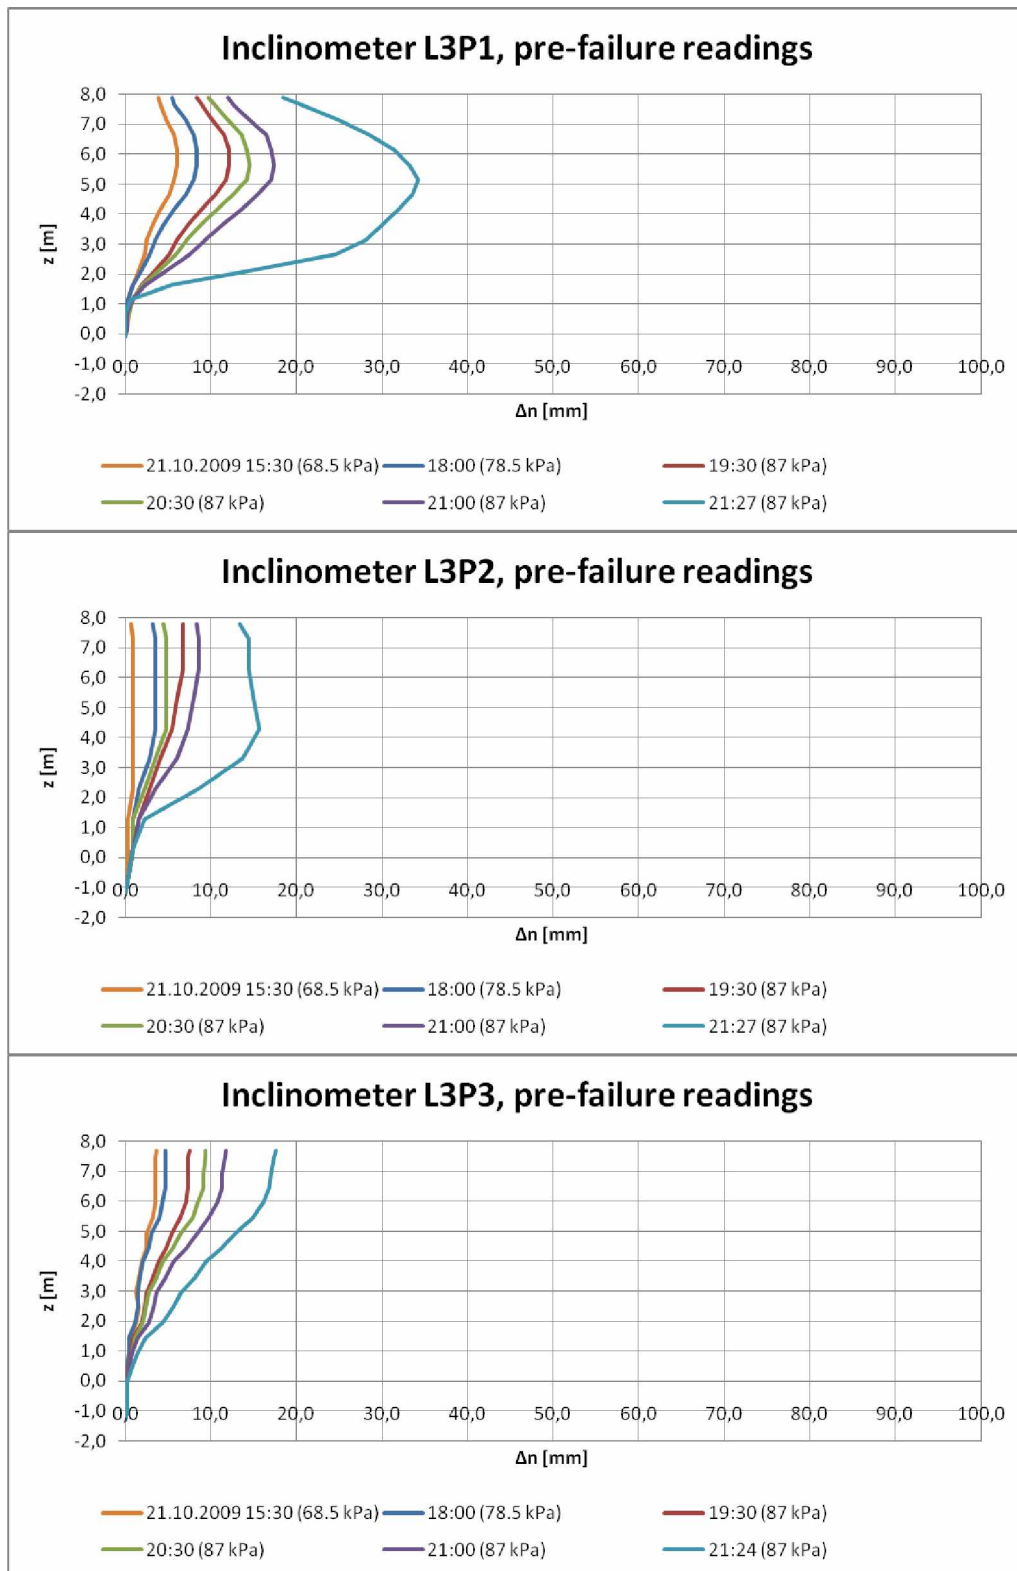 Inclinometer L3P1, pre-failure readings
8,0
7,0
6,0
5,0
4,0
3,0
2,0
1,0
0,0
-1,0
-2,0
z [m]
0,0 10,0 20,0 30,0 40,0 50,0 60,0 70,0 80,0 90,0 100,0
Δn [mm]
21.10.2009 15:30 (68.5 kPa) 18:00 (78.5 kPa) 19:30 (87 kPa)
20:30 (87 kPa) 21:00 (87 kPa) 21:27 (87 kPa)
Inclinometer L3P2, pre-failure readings
8,0
7,0
6,0
5,0
4,0
3,0
2,0
1,0
0,0
-1,0
-2,0
z [m]
0,0 10,0 20,0 30,0 40,0 50,0 60,0 70,0 80,0 90,0 100,0
Δn [mm]
21.10.2009 15:30 (68.5 kPa) 18:00 (78.5 kPa) 19:30 (87 kPa)
20:30 (87 kPa) 21:00 (87 kPa) 21:27 (87 kPa)
Inclinometer L3P3, pre-failure readings
8,0
7,0
6,0
5,0
4,0
3,0
2,0
1,0
0,0
-1,0
-2,0
z [m]
0,0 10,0 20,0 30,0 40,0 50,0 60,0 70,0 80,0 90,0 100,0
Δn [mm]
21.10.2009 15:30 (68.5 kPa) 18:00 (78.5 kPa) 19:30 (87 kPa)
20:30 (87 kPa) 21:00 (87 kPa) 21:24 (87 kPa)